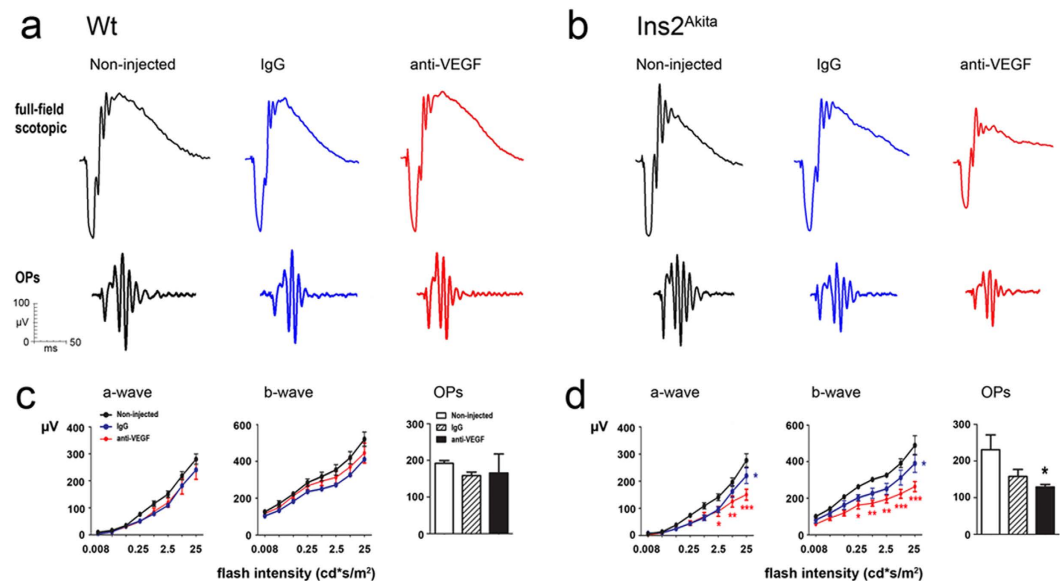 a Wt
Non-injected IgG anti-VEGF
full-field
scotopic
OPs
100
µV
0
ms 50
b Ins2Akita
Non-injected IgG anti-VEGF
c a-wave b-wave OPs
µV
Non-injected
IgG
anti-VEGF
400
300
200
100
0
0.008 0.25 2.5 25
600
400
200
0
0.008 0.25 2.5 25
Non-injected
IgG
anti-VEGF
300
200
100
0
flash intensity (cd*s/m²)
d a-wave b-wave OPs
µV
400
300
200
100
0
*
* ** ***
0.008 0.25 2.5 25
600
400
200
0
*
* ** ** *** ***
0.008 0.25 2.5 25
300
200
100
0
*
flash intensity (cd*s/m²)